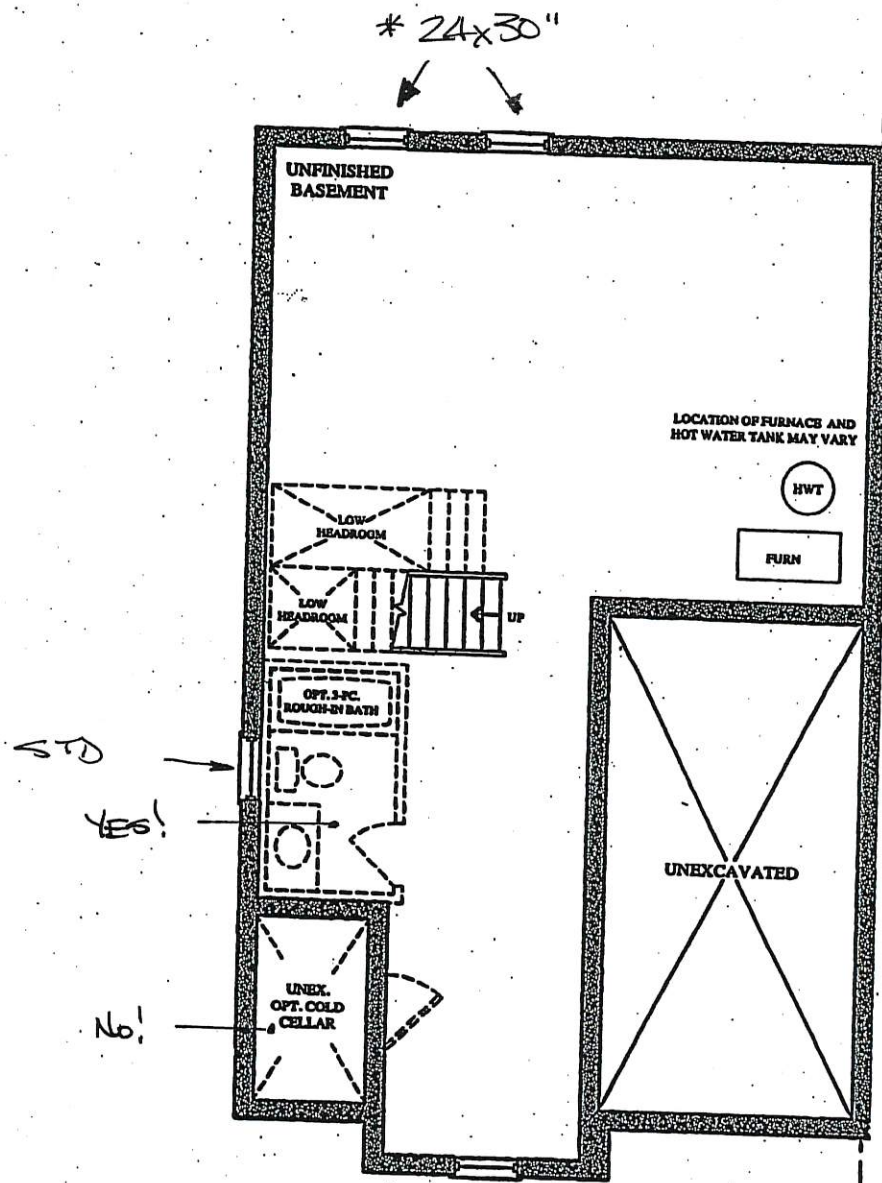 * 24x30"
UNFINISHED
BASEMENT
LOCATION OF FURNACE AND
HOT WATER TANK MAY VARY
HWT
FURN
LOW
HEADROOM
LOW
HEADROOM
UP
OPT. 3-PC.
ROUGH-IN BATH
STD
YES!
UNEXCAVATED
UNEX.
OPT. COLD
CELLAR
No!